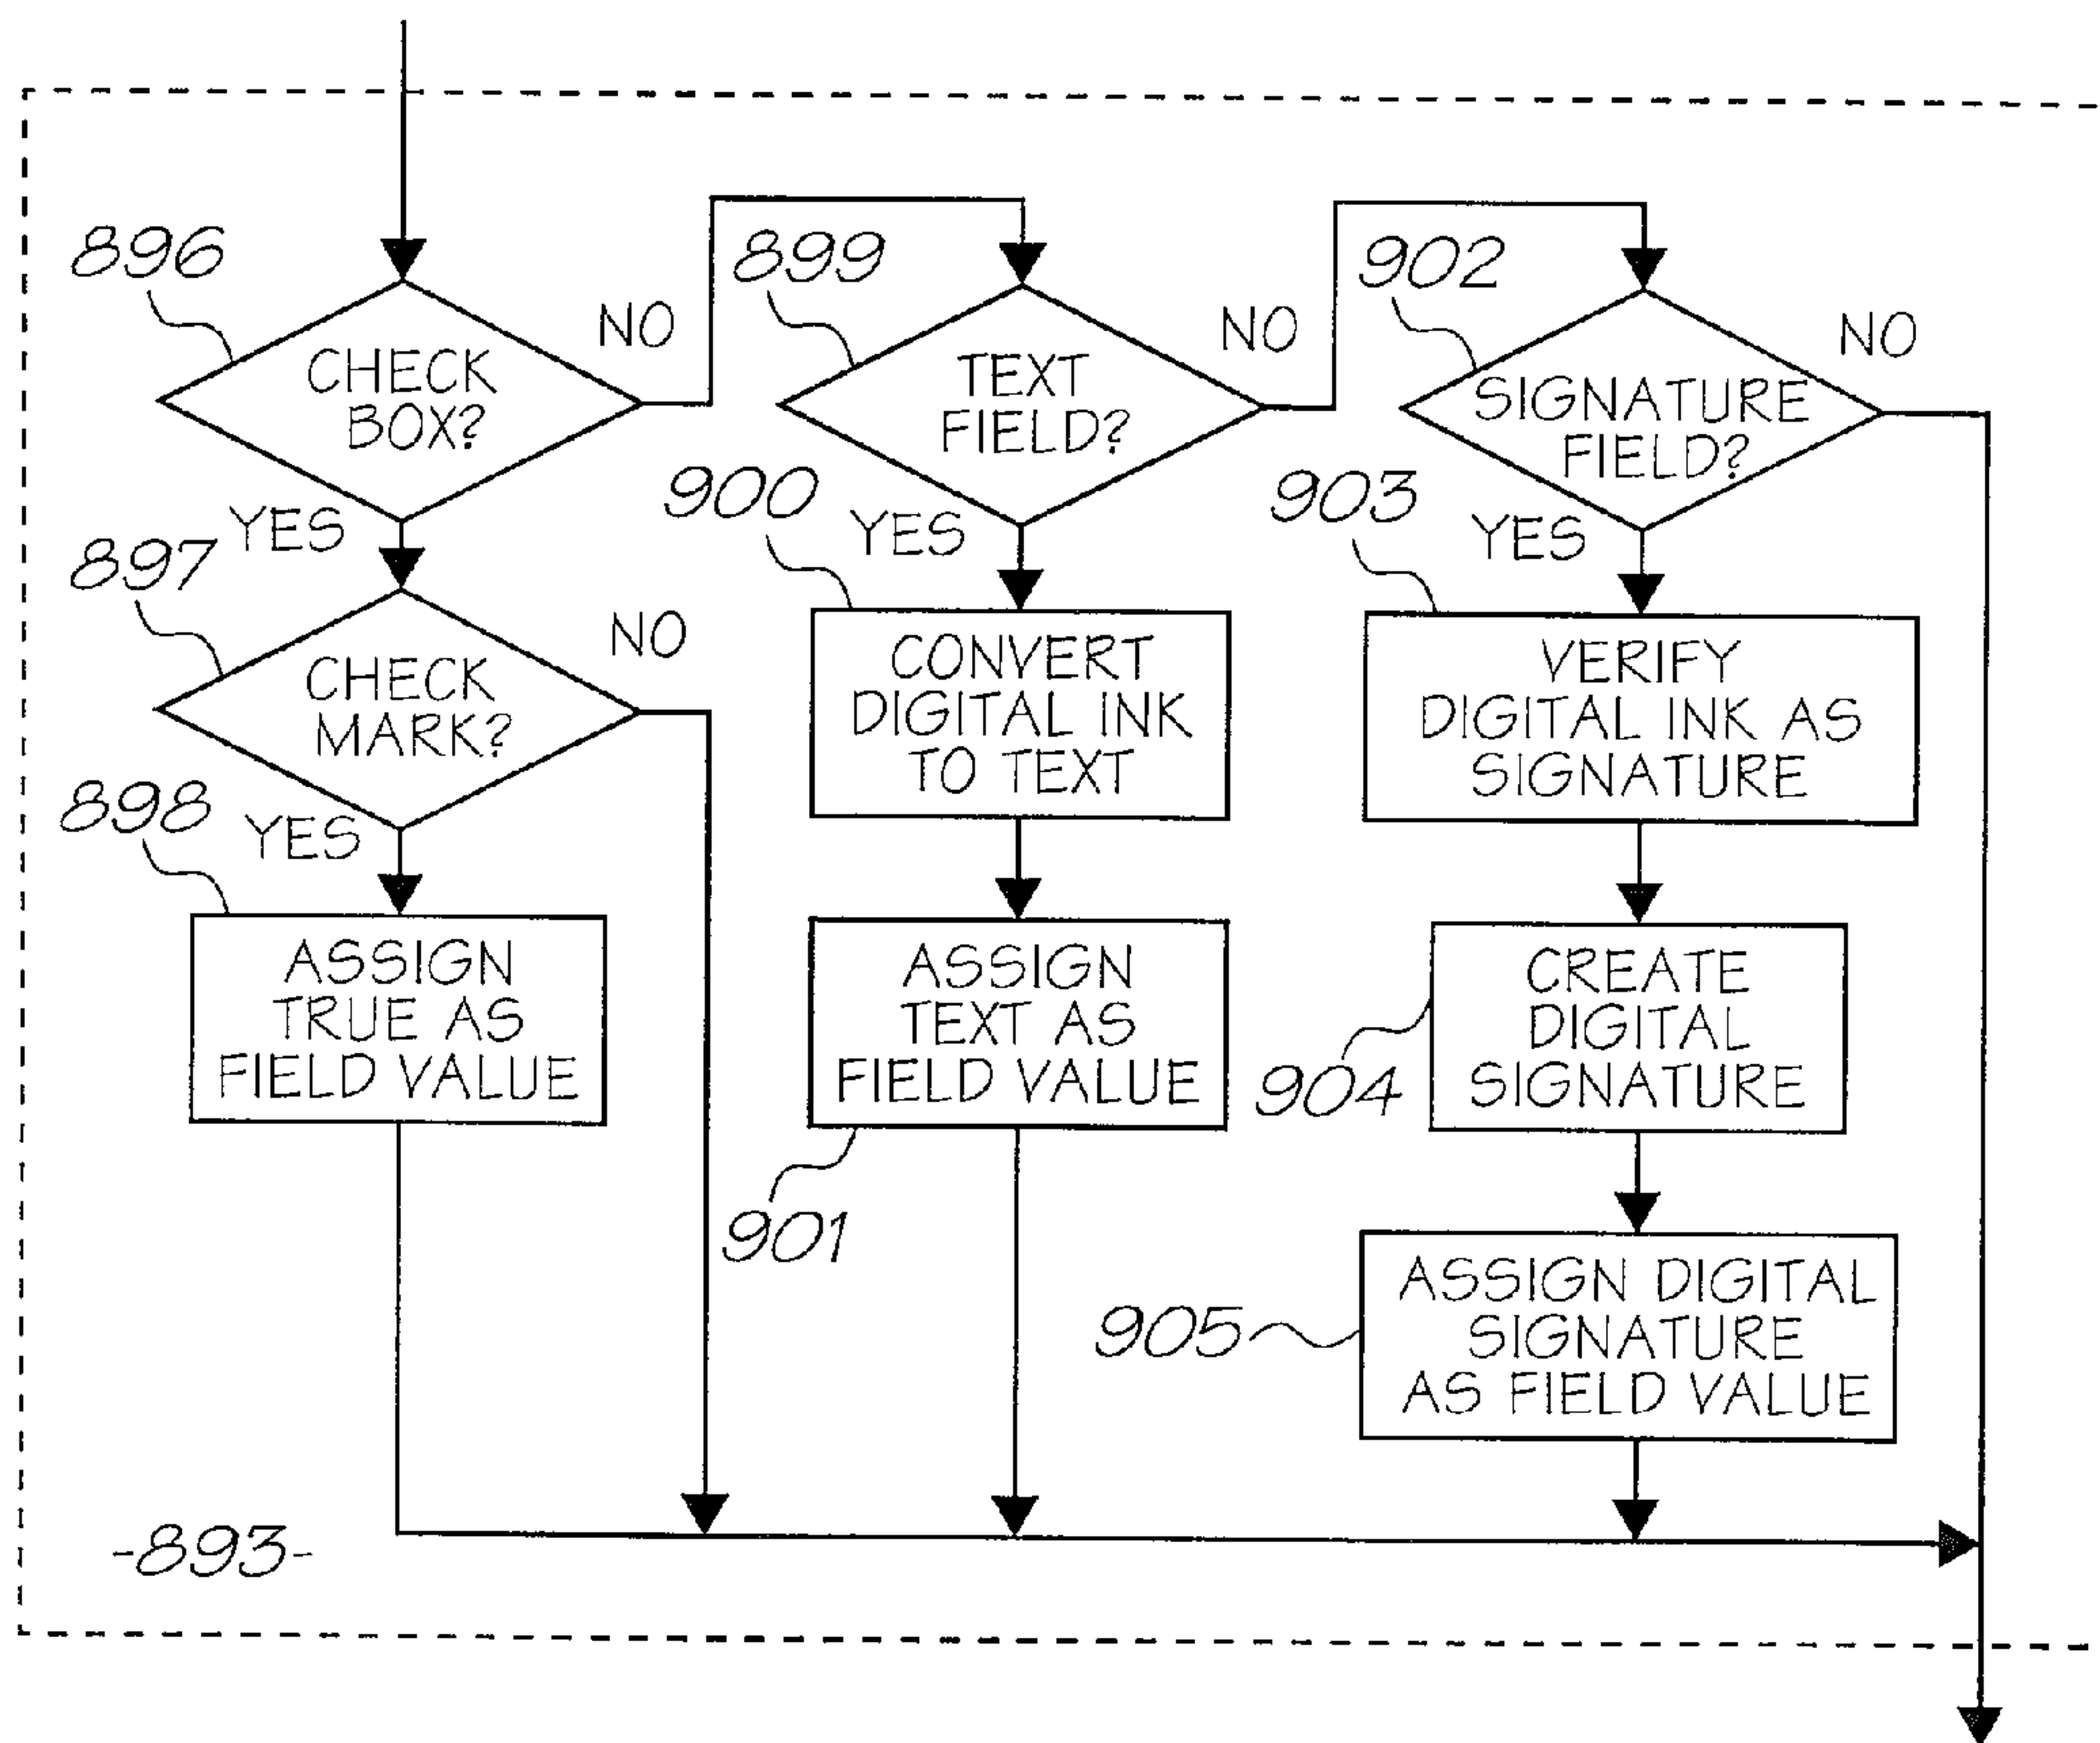 896
CHECK
BOX?
NO
YES
897
CHECK
MARK?
NO
YES
898
ASSIGN
TRUE AS
FIELD VALUE
899
TEXT
FIELD?
NO
YES
900
CONVERT
DIGITAL INK
TO TEXT
ASSIGN
TEXT AS
FIELD VALUE
901
902
SIGNATURE
FIELD?
NO
YES
903
VERIFY
DIGITAL INK AS
SIGNATURE
CREATE
DIGITAL
SIGNATURE
904
ASSIGN DIGITAL
SIGNATURE
AS FIELD VALUE
905
-893-